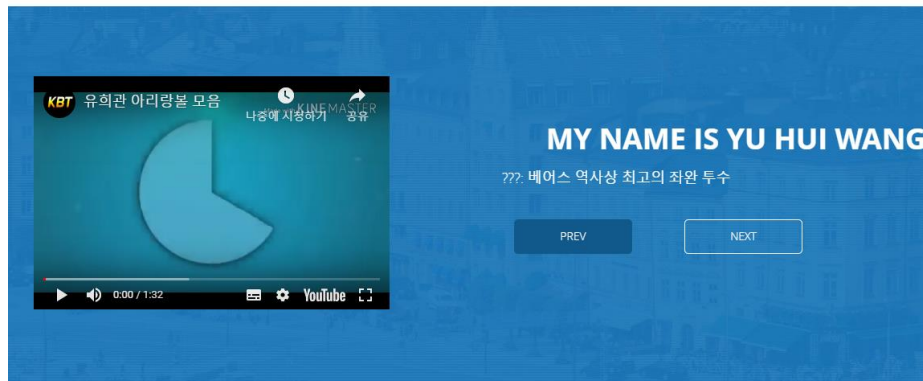 KBT 유희관 아리랑볼 모음
KINEMASTER
나중에 시청하기 공유
0:00 / 1:32
YouTube
MY NAME IS YU HUI WANG
???: 베어스 역사상 최고의 좌완 투수
PREV NEXT